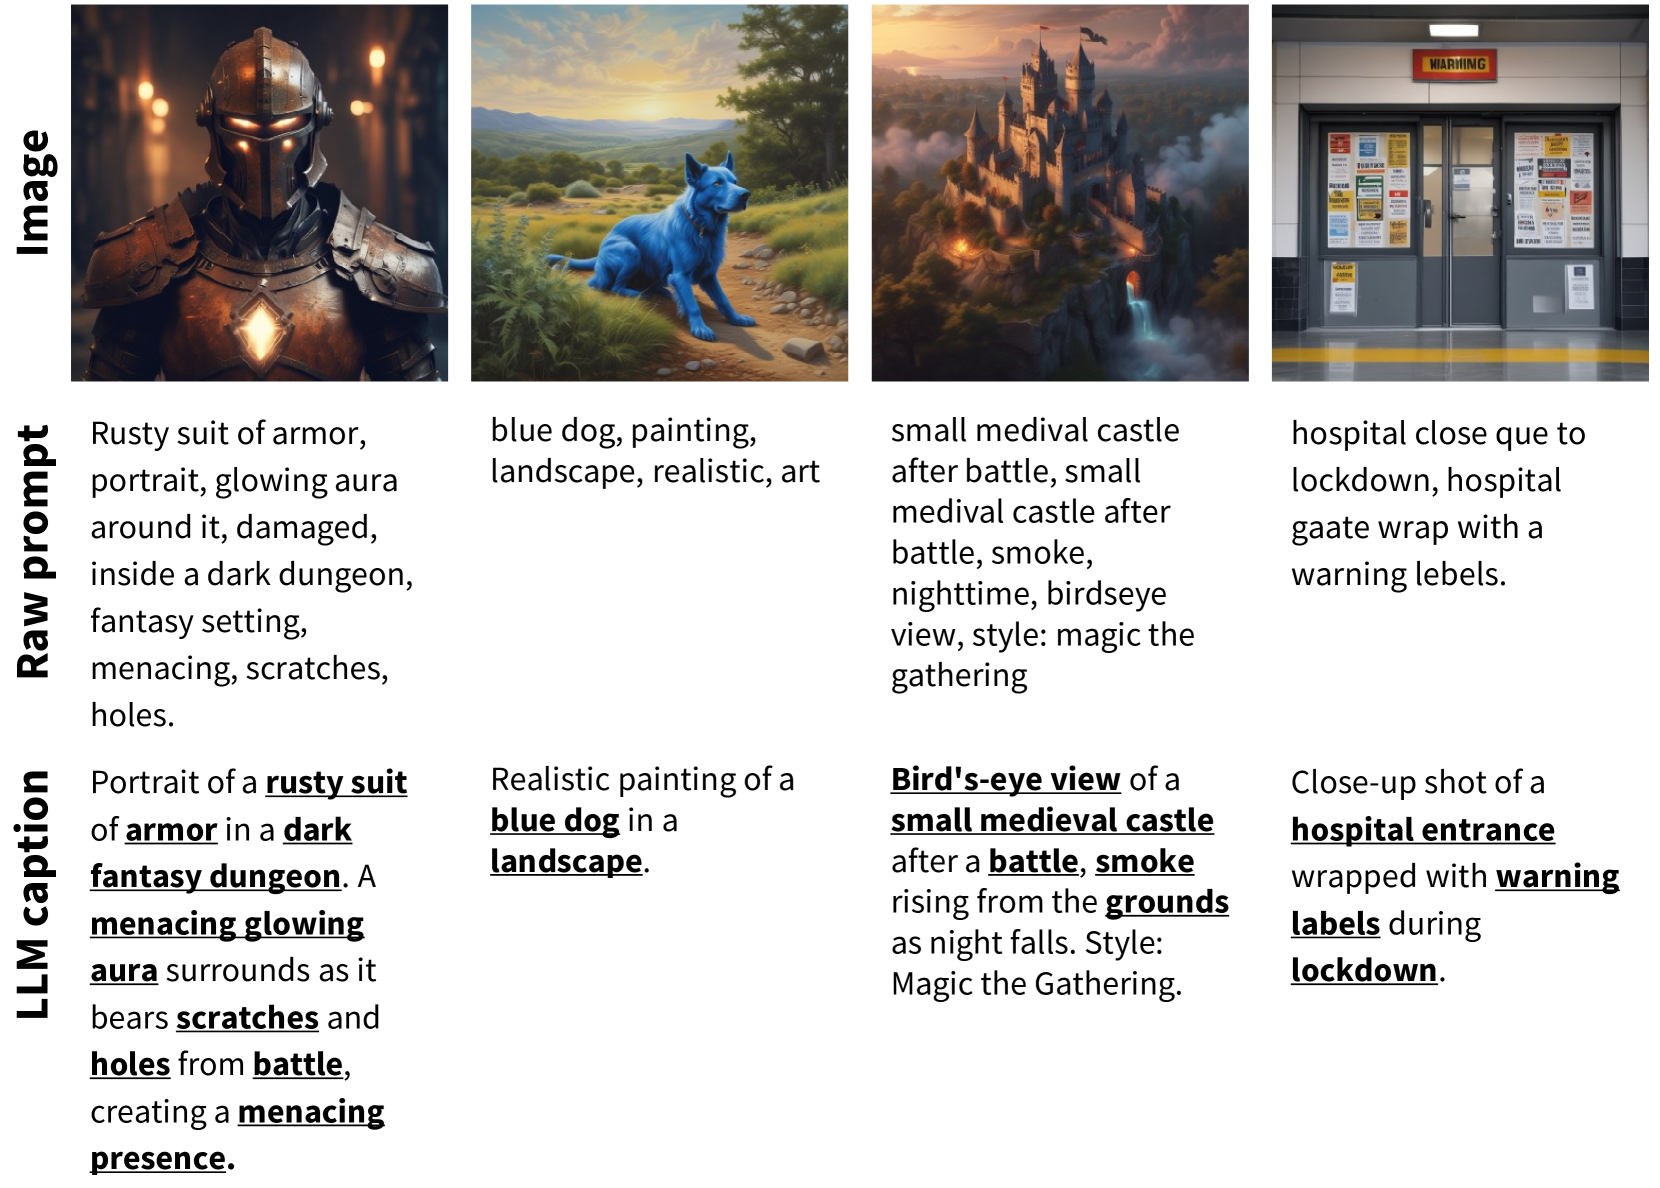 Image
WARNING
Raw prompt
Rusty suit of armor,
portrait, glowing aura
around it, damaged,
inside a dark dungeon,
fantasy setting,
menacing, scratches,
holes.
blue dog, painting,
landscape, realistic, art
small medival castle
after battle, small
medival castle after
battle, smoke,
nighttime, birdseye
view, style: magic the
gathering
hospital close que to
lockdown, hospital
gaate wrap with a
warning lebels.
LLM caption
Portrait of a rusty suit
of armor in a dark
fantasy dungeon. A
menacing glowing
aura surrounds as it
bears scratches and
holes from battle,
creating a menacing
presence.
Realistic painting of a
blue dog in a
landscape.
Bird's-eye view of a
small medieval castle
after a battle, smoke
rising from the grounds
as night falls. Style:
Magic the Gathering.
Close-up shot of a
hospital entrance
wrapped with warning
labels during
lockdown.